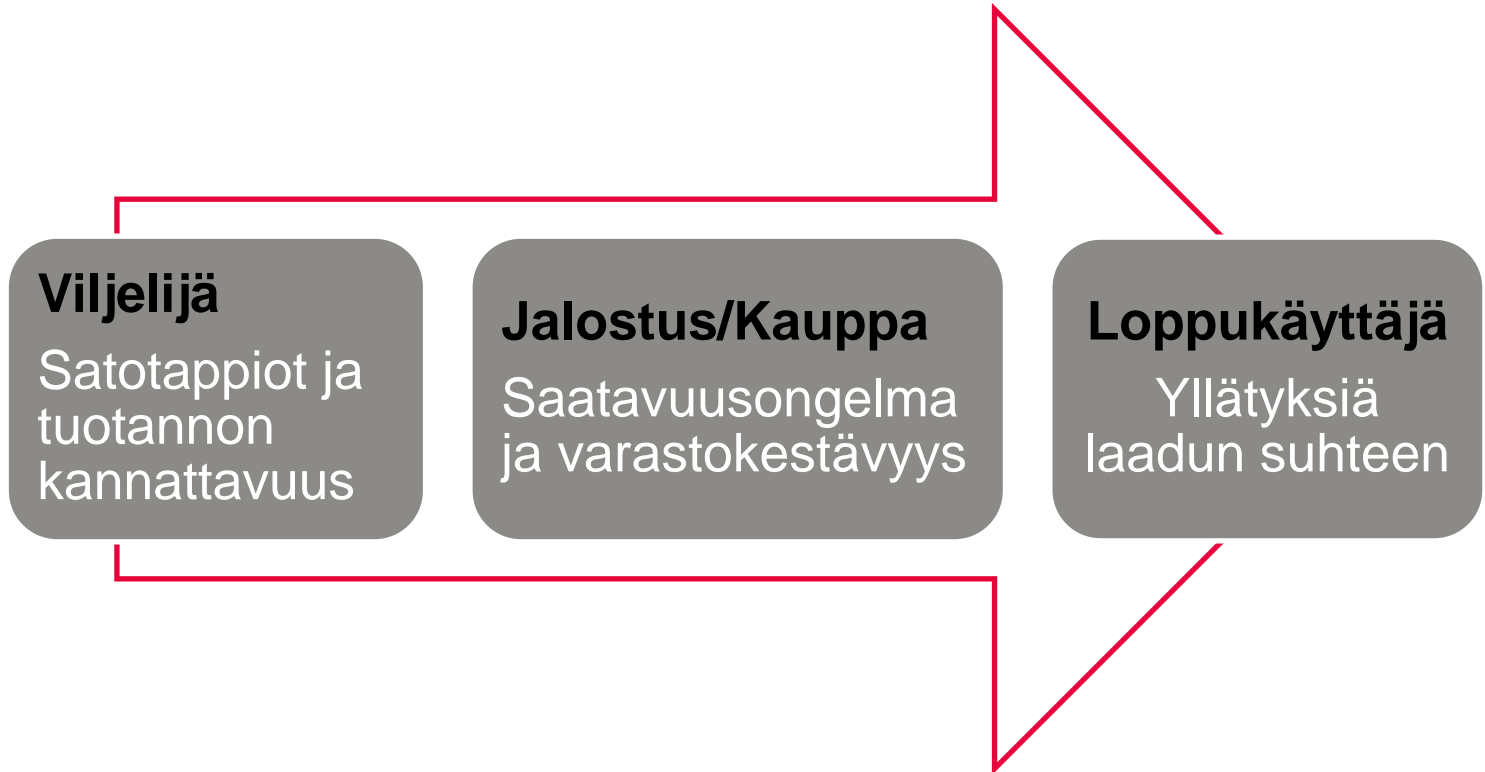 Viljelijä
Satotappiot ja
tuotannon
kannattavuus
Jalostus/Kauppa
Saatavuusongelma
ja varastokestävyys
Loppukäyttäjä
Yllätyksiä
laadun suhteen